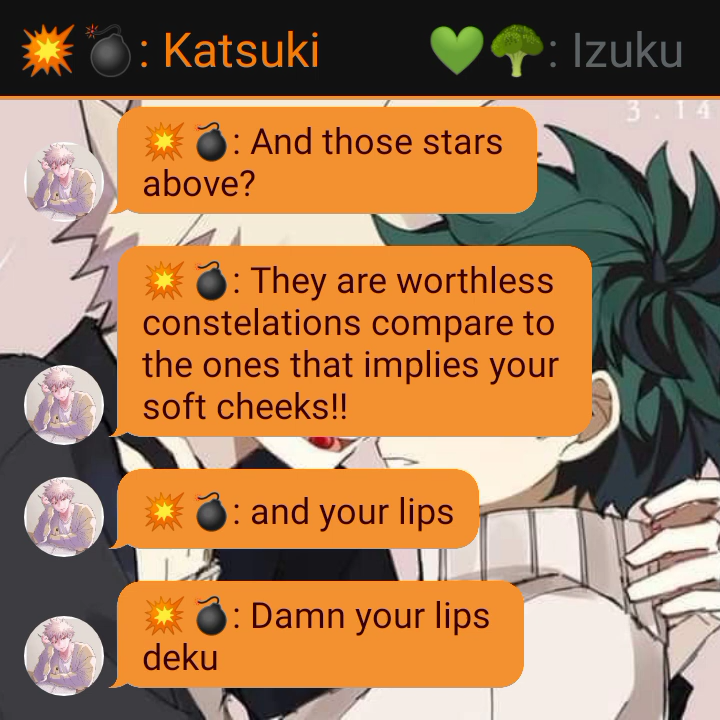 💥💣: Katsuki
💚🥦: Izuku
3.14
💥💣: And those stars
above?
💥💣: They are worthless
constelations compare to
the ones that implies your
soft cheeks!!
💥💣: and your lips
💥💣: Damn your lips
deku